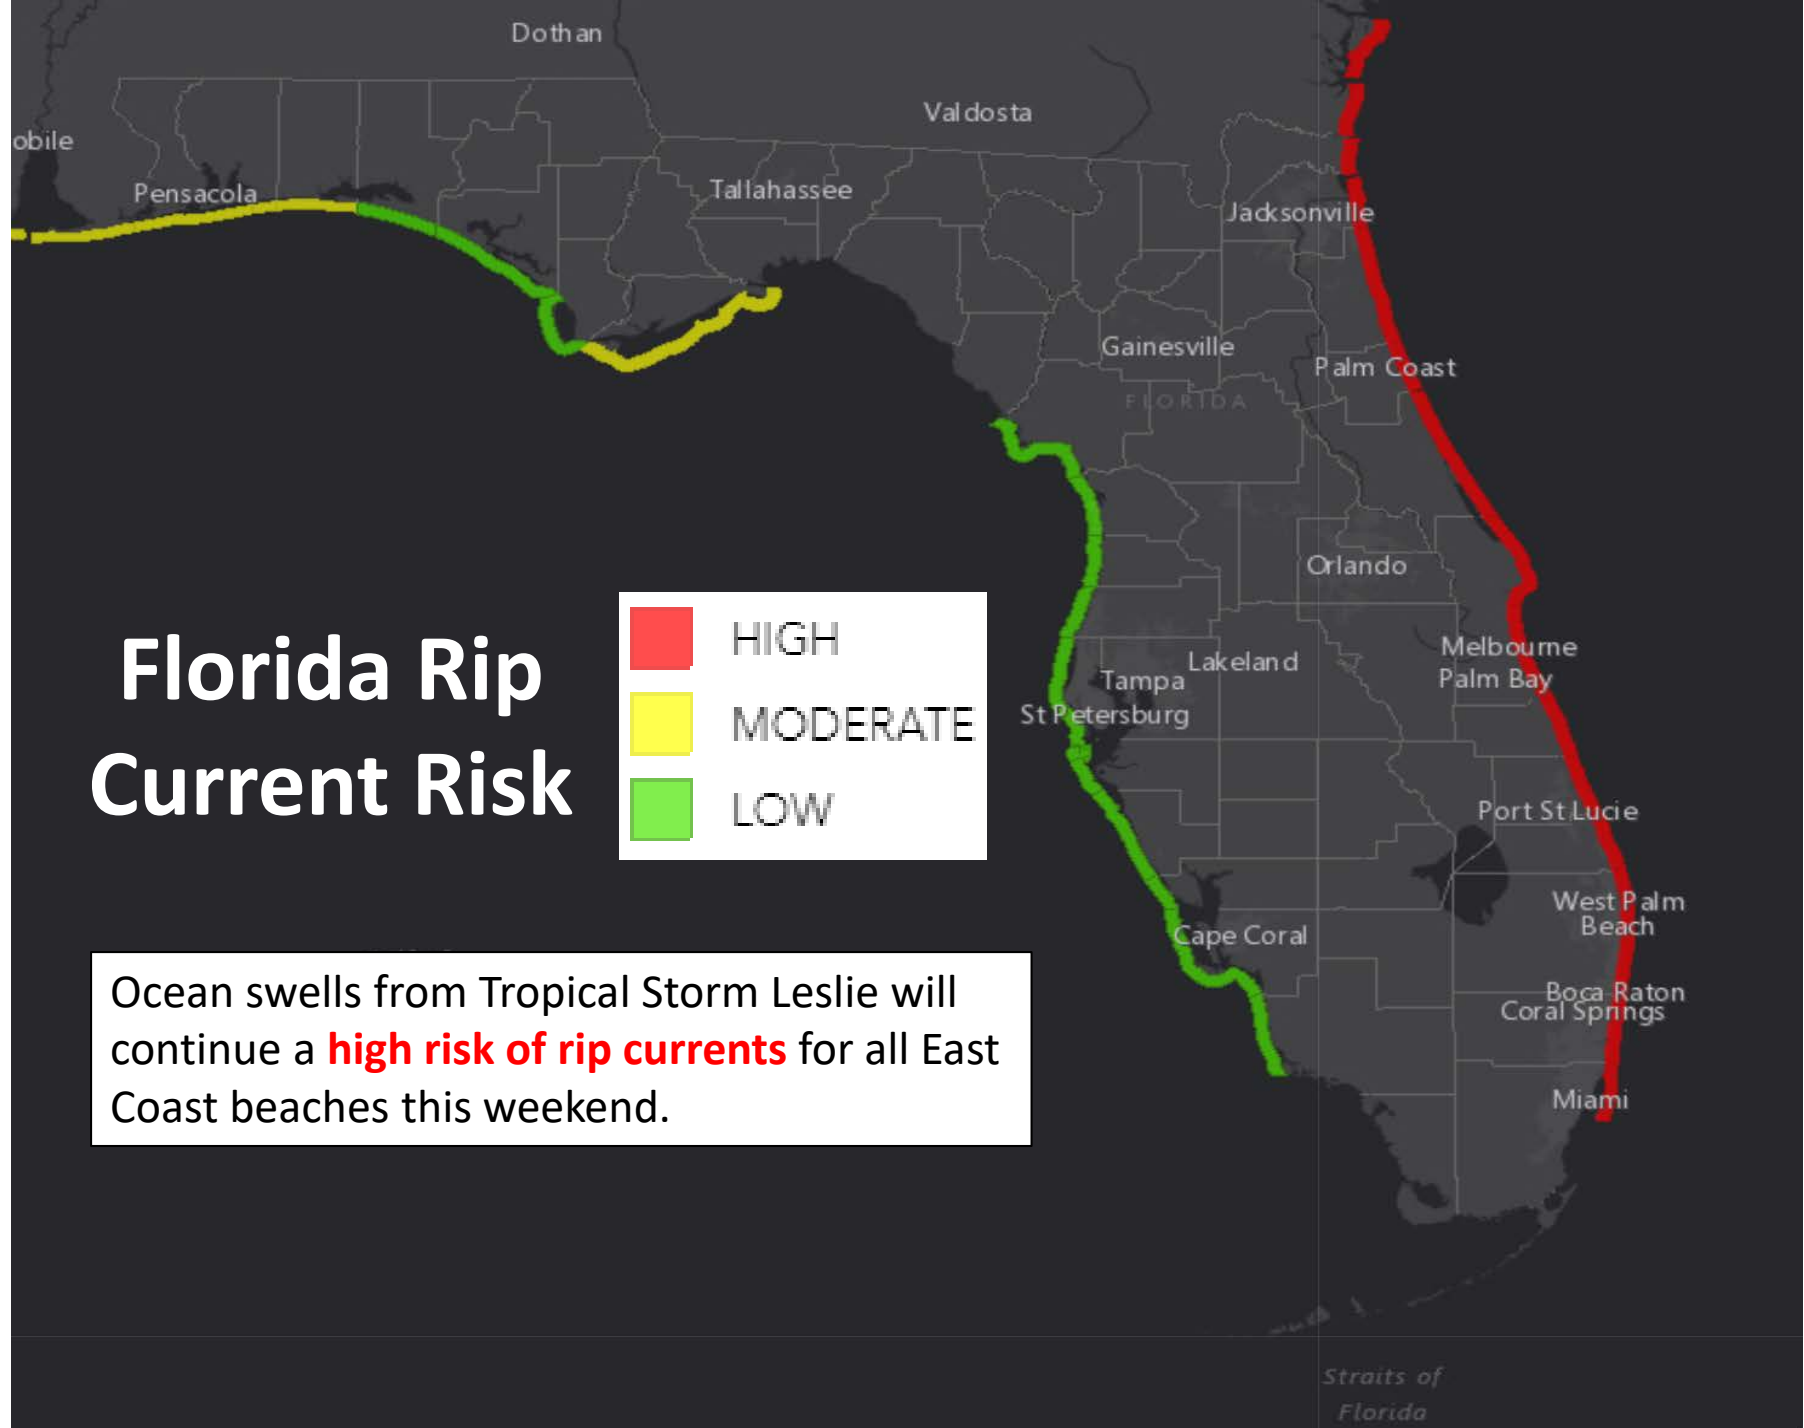 Dothan
Valdosta
obile
Pensacola
Tallahassee
Jacksonville
Gainesville
Palm Coast
FLORIDA
Orlando
Florida Rip
Current Risk
HIGH
MODERATE
LOW
Melbourne
Palm Bay
Lakeland
Tampa
St Petersburg
Port St Lucie
West Palm
Beach
Cape Coral
Boca Raton
Coral Springs
Miami
Ocean swells from Tropical Storm Leslie will
continue a high risk of rip currents for all East
Coast beaches this weekend.
Straits of
Florida